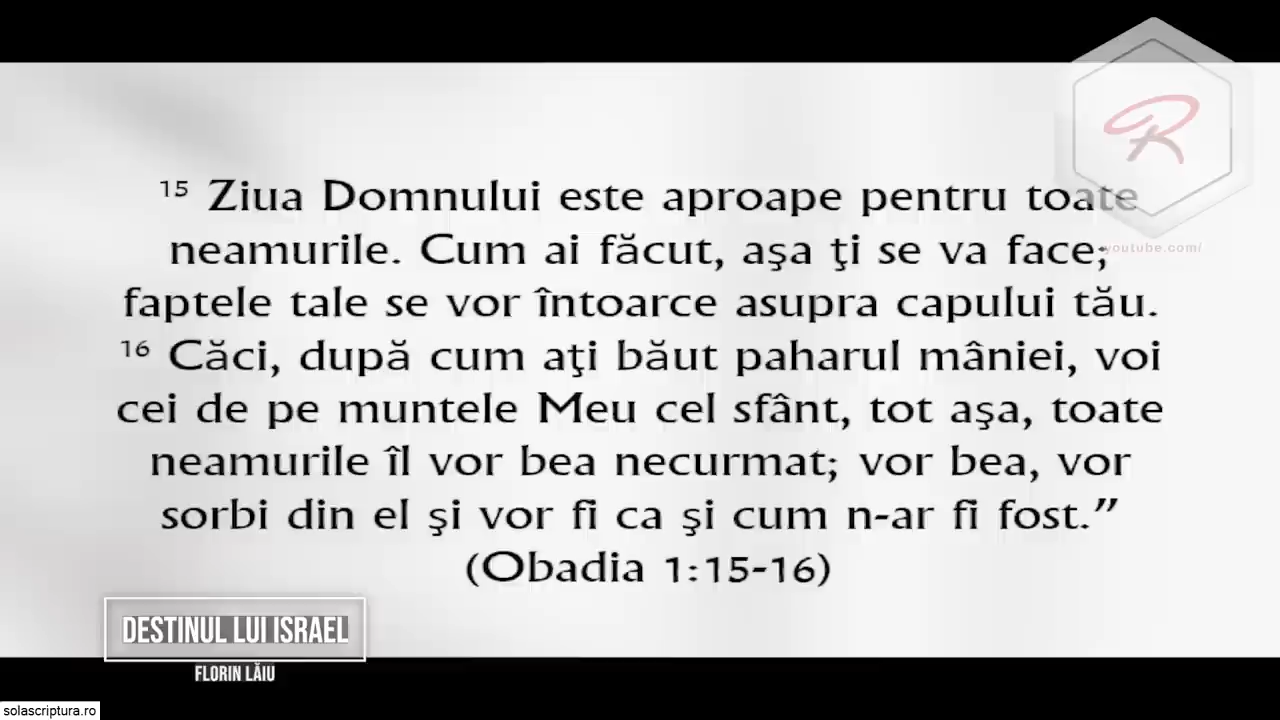 15 Ziua Domnului este aproape pentru toate
neamurile. Cum ai făcut, aşa ţi se va face;
faptele tale se vor întoarce asupra capului tău.
16 Căci, după cum aţi băut paharul mâniei, voi
cei de pe muntele Meu cel sfânt, tot aşa, toate
neamurile îl vor bea necurmat; vor bea, vor
sorbi din el şi vor fi ca şi cum n-ar fi fost.”
(Obadia 1:15-16)
youtube.com/
DESTINUL LUI ISRAEL
FLORIN LĂIU
solascriptura.ro